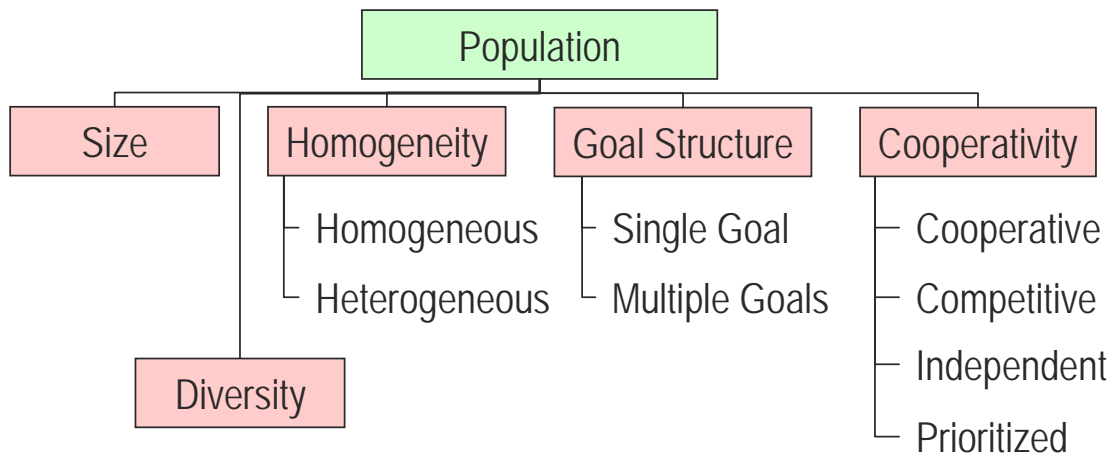 Population
Size
Homogeneity
Goal Structure
Cooperativity
Homogeneous
Single Goal
Cooperative
Heterogeneous
Multiple Goals
Competitive
Independent
Diversity
Prioritized